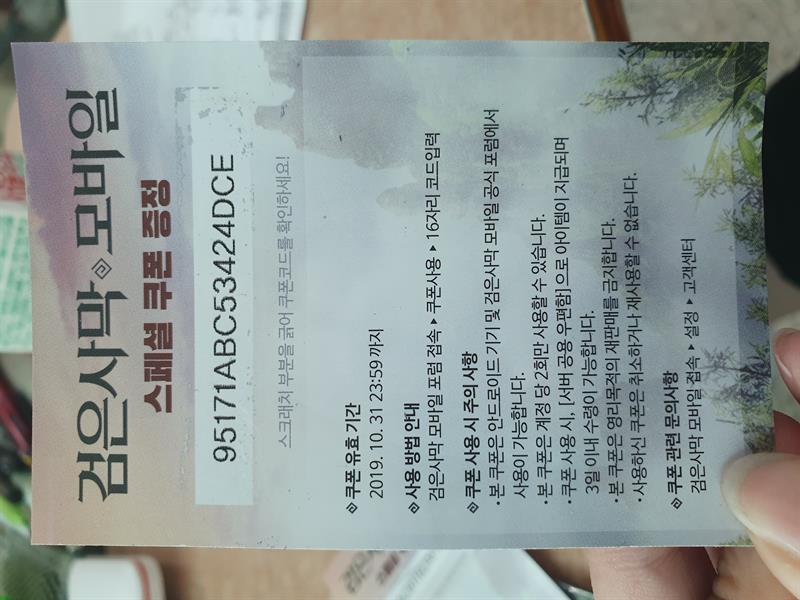 검은사막 모바일
스페셜 쿠폰 증정
95171ABC53424DCE
스크래치 부분을 긁어 쿠폰코드를 확인하세요!
쿠폰 유효 기간
2019. 10. 31 23:59 까지
사용 방법 안내
검은사막 모바일 포럼 접속 ▶ 쿠폰사용 ▶ 16자리 코드입력
쿠폰 사용 시 주의 사항
• 본 쿠폰은 안드로이드 기기 및 검은사막 모바일 공식 포럼에서
사용이 가능합니다.
• 본 쿠폰은 계정 당 2회만 사용할 수 있습니다.
• 쿠폰 사용 시, [서버 공용 우편함]으로 아이템이 지급되며
3일 이내 수령이 가능합니다.
• 본 쿠폰은 영리목적의 재판매를 금지합니다.
• 사용하신 쿠폰은 취소하거나 재사용할 수 없습니다.
쿠폰 관련 문의사항
검은사막 모바일 접속 ▶ 설정 ▶ 고객센터